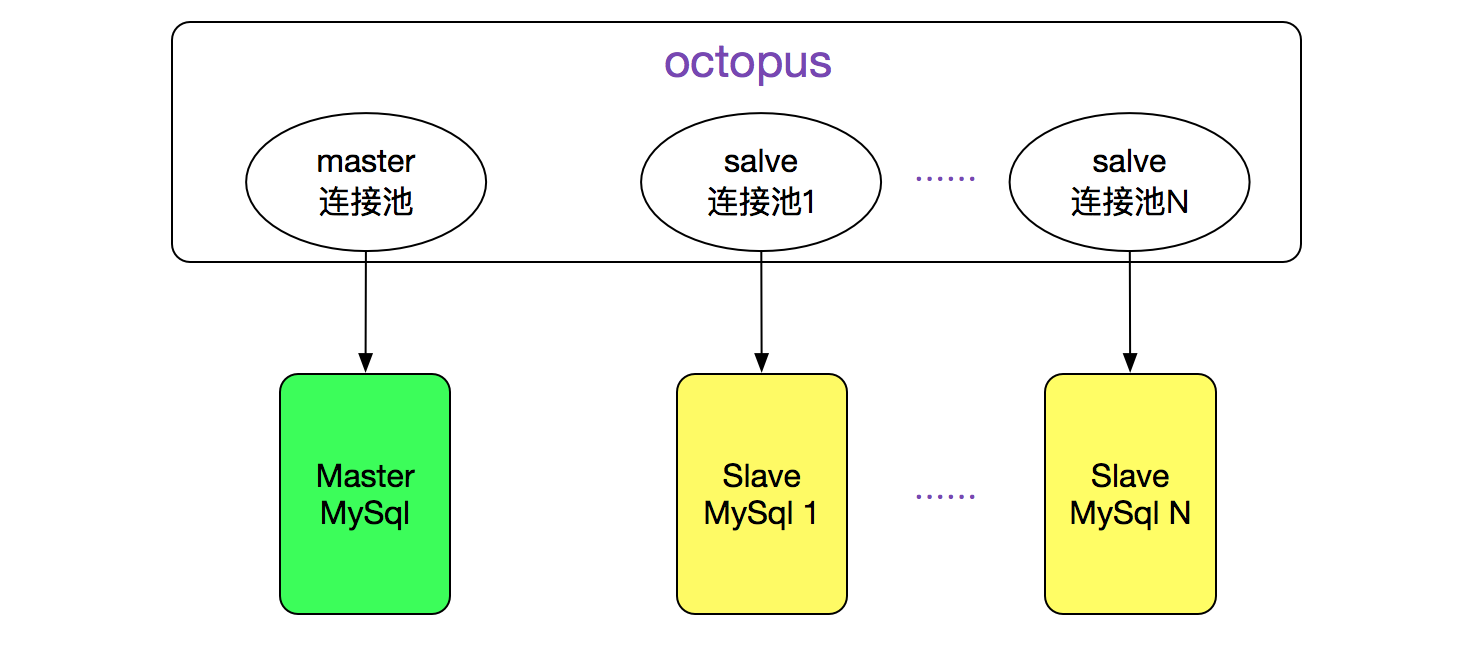 octopus
master
连接池
salve
连接池1
......
salve
连接池N
Master
MySql
Slave
MySql 1
......
Slave
MySql N